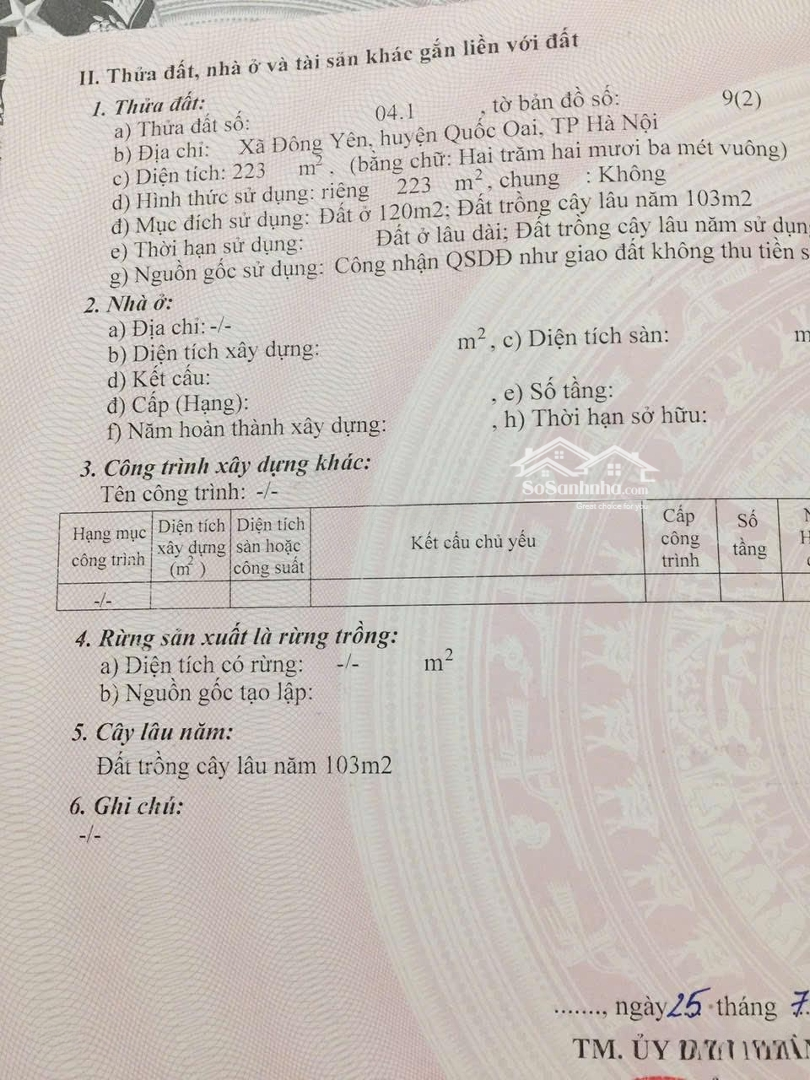 II. Thửa đất, nhà ở và tài sản khác gắn liền với đất
1. Thửa đất:
a) Thửa đất số: 04.1 , tờ bản đồ số: 9(2)
b) Địa chỉ: Xã Đông Yên, huyện Quốc Oai, TP Hà Nội
c) Diện tích: 223 m², (bằng chữ: Hai trăm hai mươi ba mét vuông)
d) Hình thức sử dụng: riêng 223 m², chung : Không
đ) Mục đích sử dụng: Đất ở 120m2; Đất trồng cây lâu năm 103m2
e) Thời hạn sử dụng: Đất ở lâu dài; Đất trồng cây lâu năm sử dụn
g) Nguồn gốc sử dụng: Công nhận QSDĐ như giao đất không thu tiền s
2. Nhà ở:
a) Địa chỉ: -/-
b) Diện tích xây dựng: m², c) Diện tích sàn: m
d) Kết cấu: , e) Số tầng:
đ) Cấp (Hạng): , h) Thời hạn sở hữu:
f) Năm hoàn thành xây dựng:
3. Công trình xây dựng khác:
Tên công trình: -/-
SoSanhnha.com
Great choice for you
Hạng mục công trình
Diện tích xây dựng (m²)
Diện tích sàn hoặc công suất
Kết cấu chủ yếu
Cấp công trình
Số tầng
-/-
4. Rừng sản xuất là rừng trồng:
a) Diện tích có rừng: -/- m²
b) Nguồn gốc tạo lập:
5. Cây lâu năm:
Đất trồng cây lâu năm 103m2
6. Ghi chú:
-/-
......., ngày 25 tháng 7
TM. ỦY